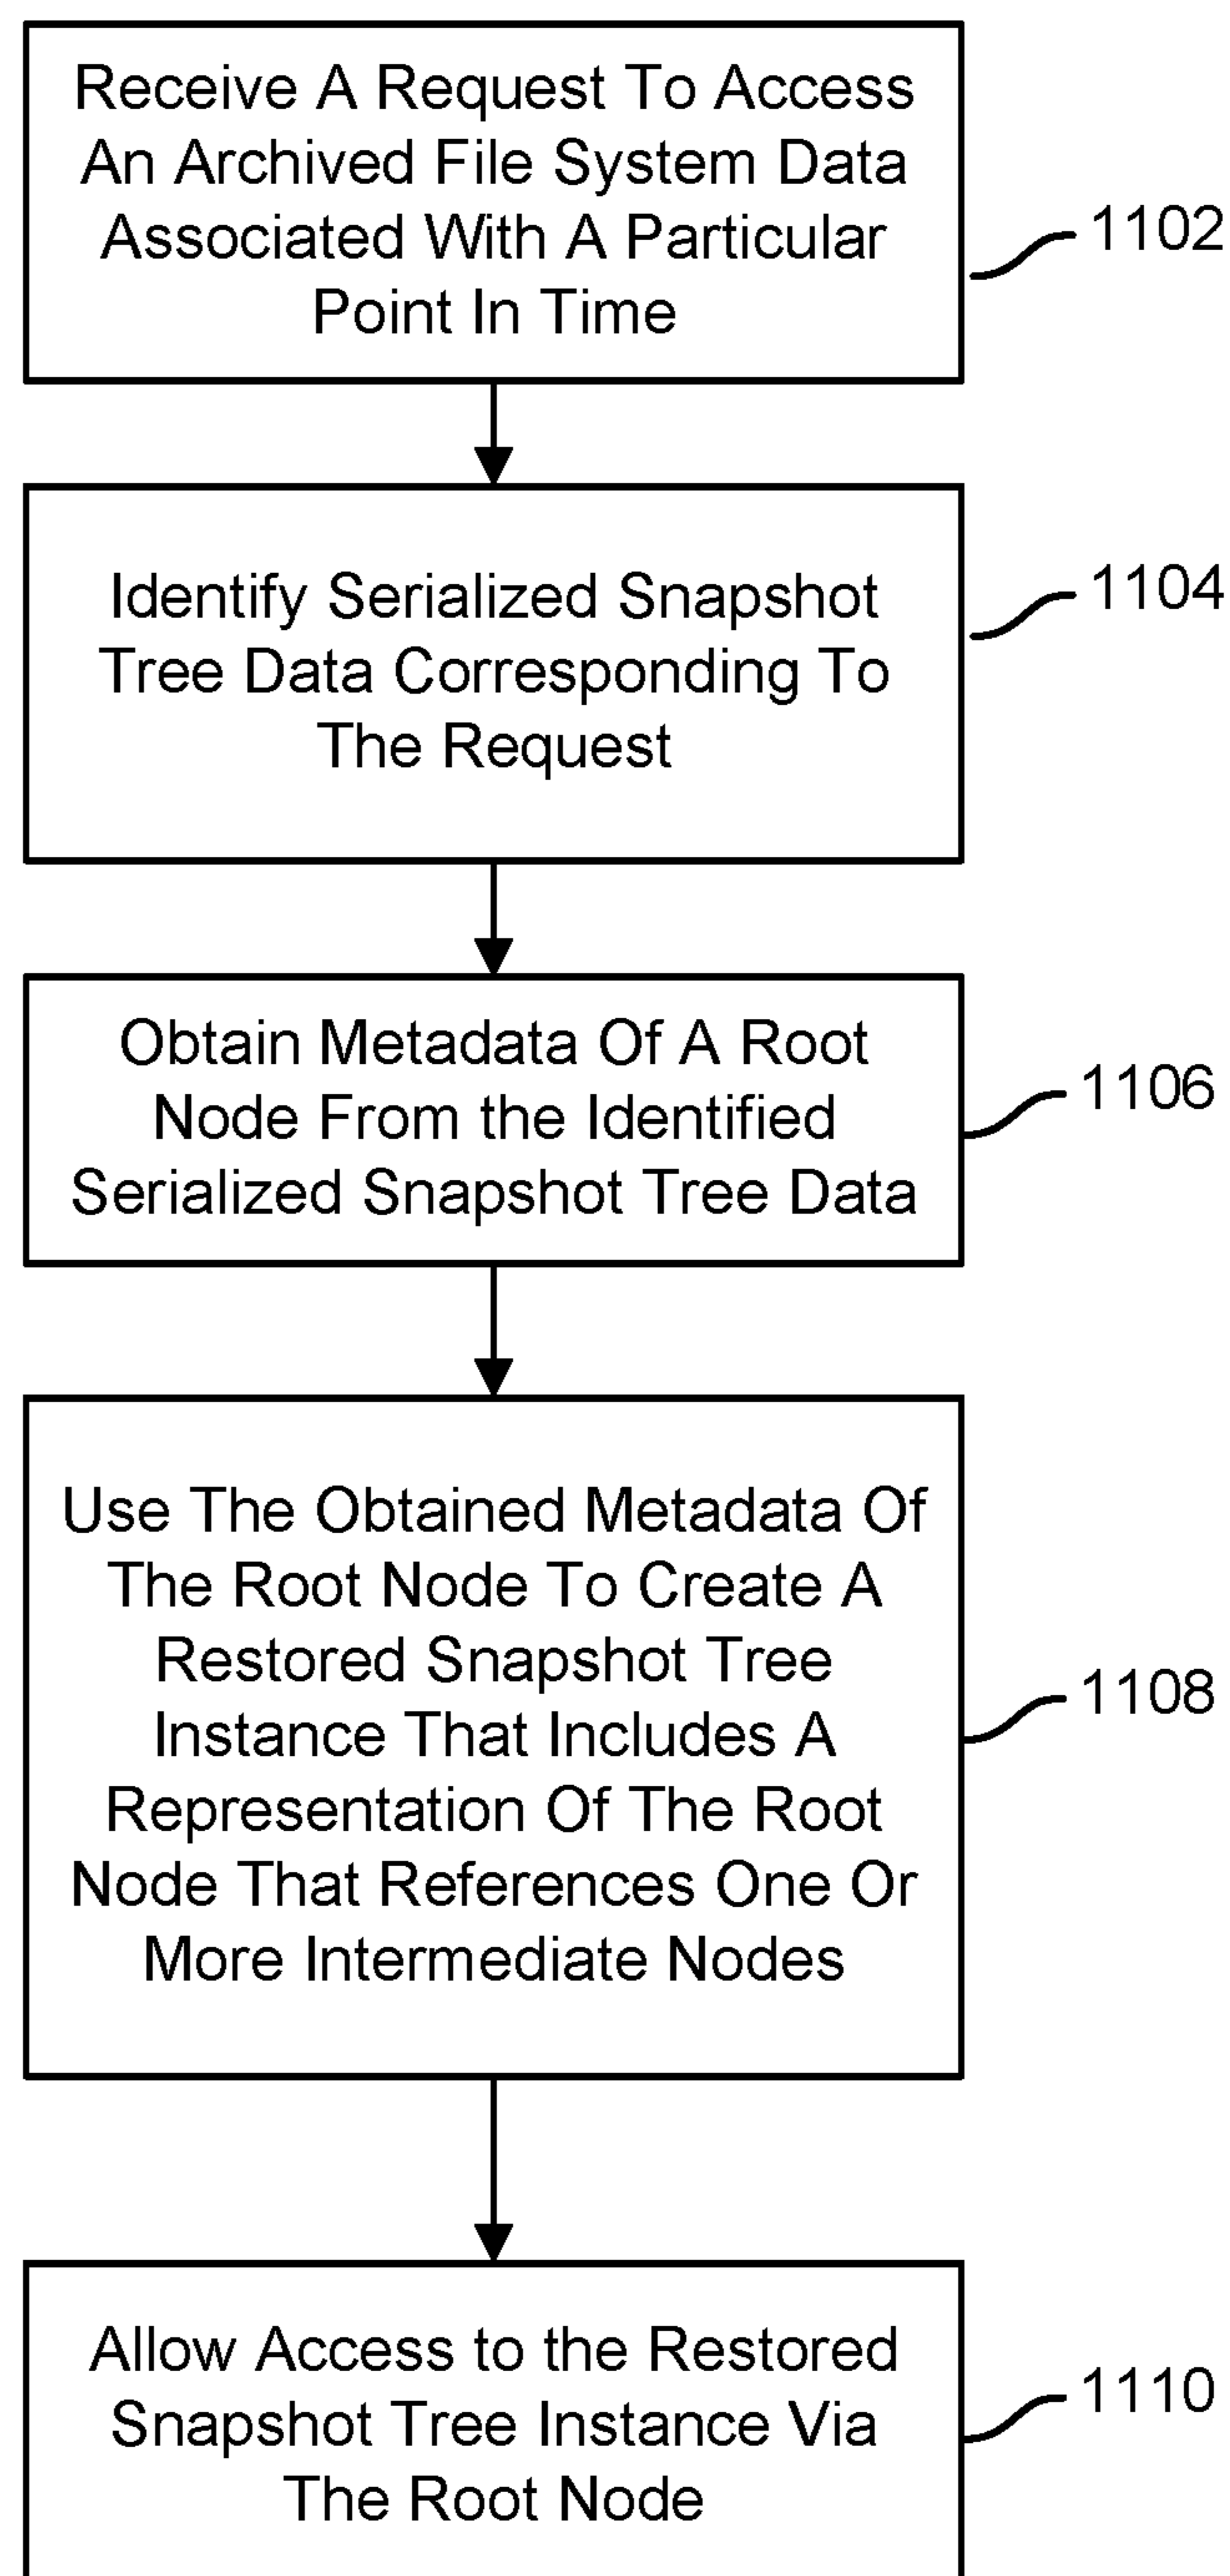 Receive A Request To Access
An Archived File System Data
Associated With A Particular
Point In Time
1102
Identify Serialized Snapshot
Tree Data Corresponding To
The Request
1104
Obtain Metadata Of A Root
Node From the Identified
Serialized Snapshot Tree Data
1106
Use The Obtained Metadata Of
The Root Node To Create A
Restored Snapshot Tree
Instance That Includes A
Representation Of The Root
Node That References One Or
More Intermediate Nodes
1108
Allow Access to the Restored
Snapshot Tree Instance Via
The Root Node
1110